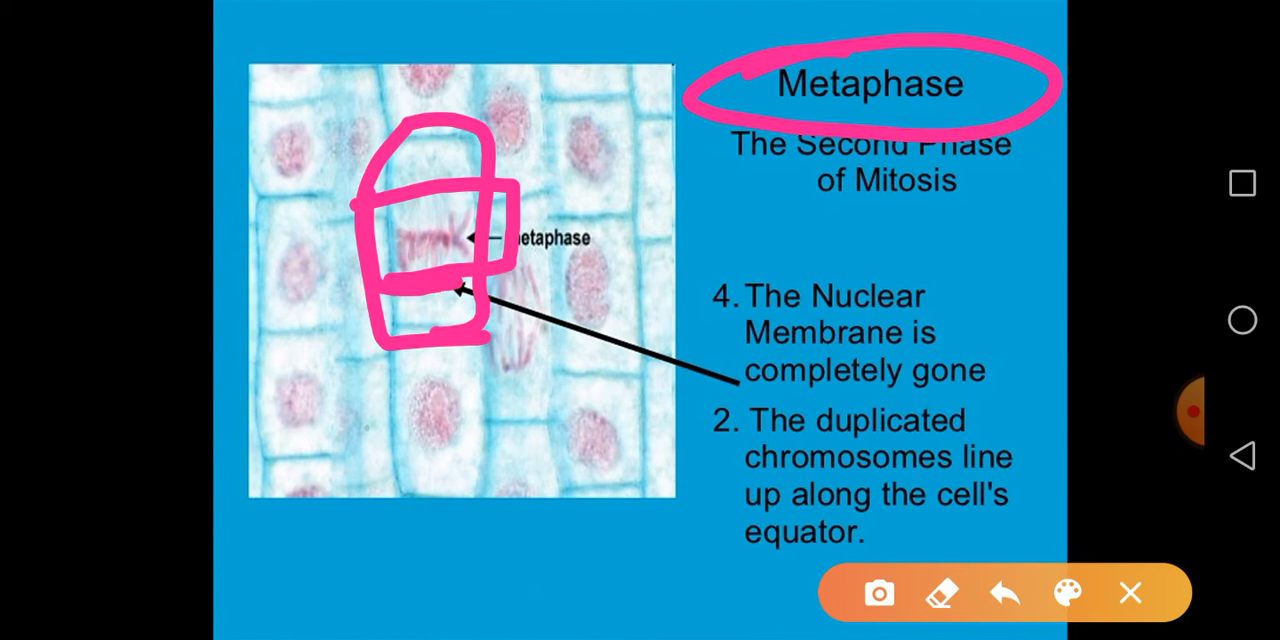 Metaphase
The Second Phase
of Mitosis
etaphase
4. The Nuclear
Membrane is
completely gone
2. The duplicated
chromosomes line
up along the cell's
equator.